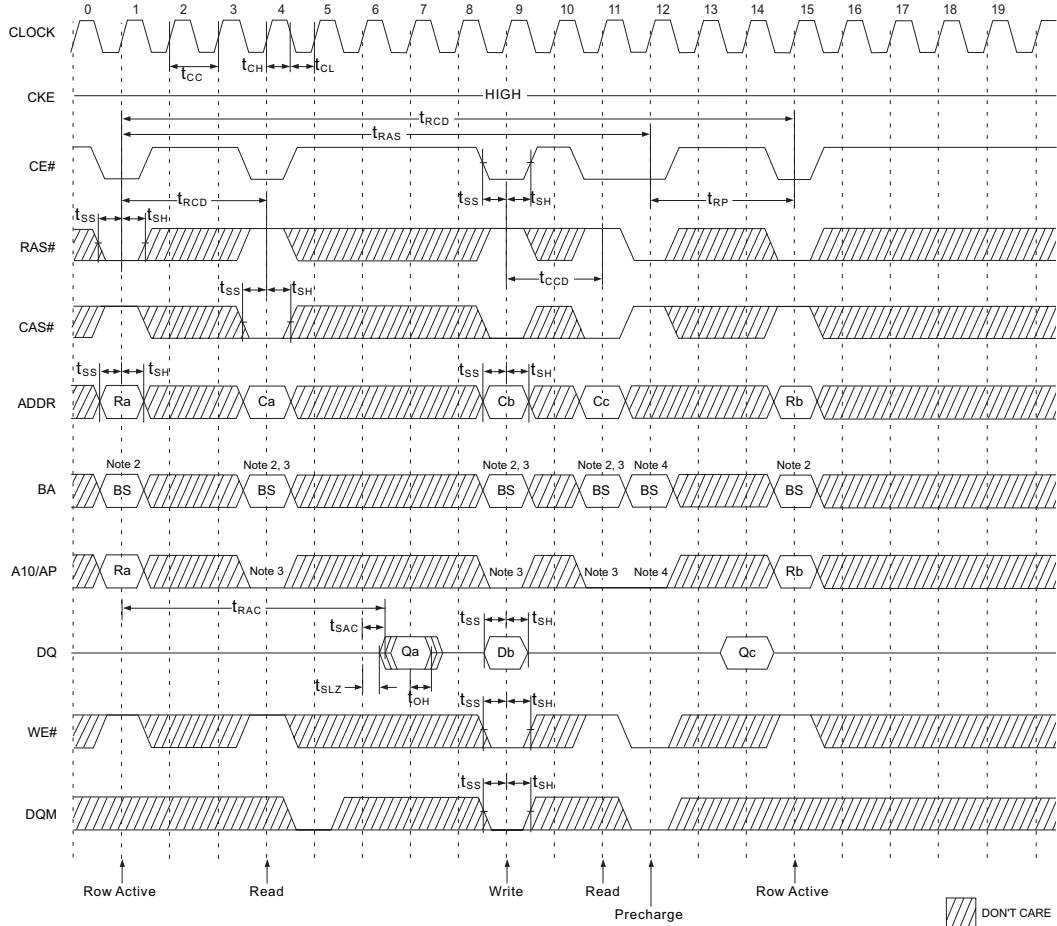 0 1 2 3 4 5 6 7 8 9 10 11 12 13 14 15 16 17 18 19
CLOCK
tCC tCH tCL
CKE
HIGH
tRCD
tRAS
CE#
tRCD tSS tSH tRP
tSS tSH
RAS#
tCCD
tSS tSH
CAS#
tSS tSH tSS tSH
ADDR Ra Ca Cb Cc Rb
Note 2 Note 2, 3 Note 2, 3 Note 2, 3 Note 4 Note 2
BA BS BS BS BS BS BS
A10/AP Ra Note 3 Note 3 Note 3 Note 4 Rb
tRAC
tSAC tSS tSH
DQ Qa Db Qc
tSLZ tOH tSS tSH
WE#
tSS tSH
DQM
Row Active Read Write Read Row Active
Precharge
DON'T CARE